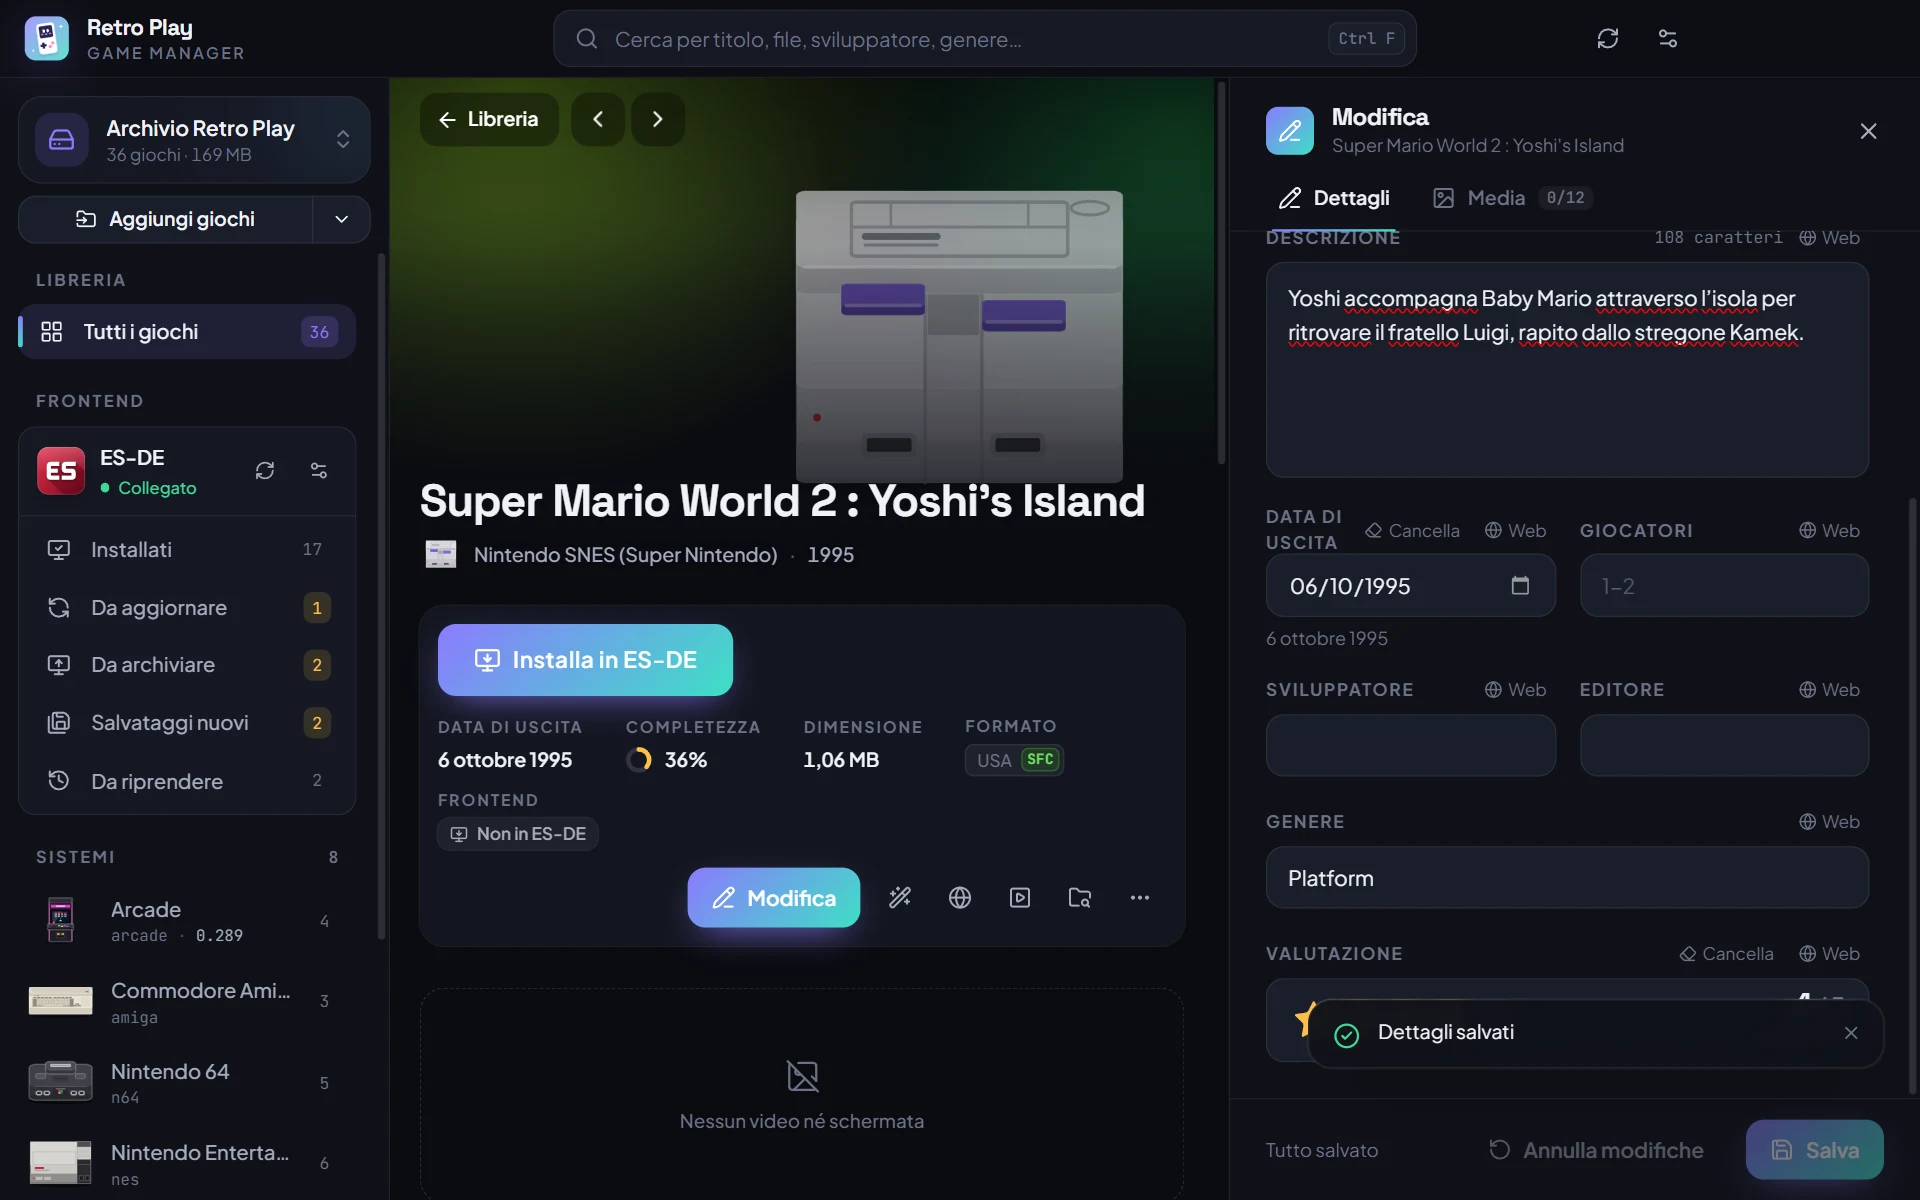 Retro Play
GAME MANAGER
Cerca per titolo, file, sviluppatore, genere...
Ctrl F
Archivio Retro Play
36 giochi · 169 MB
Aggiungi giochi
LIBRERIA
Tutti i giochi
36
FRONTEND
ES
ES-DE
Collegato
Installati
17
Da aggiornare
1
Da archiviare
2
Salvataggi nuovi
2
Da riprendere
2
SISTEMI
8
Arcade
arcade · 0.289
4
Commodore Ami...
amiga
3
Nintendo 64
n64
5
Nintendo Enterta...
nes
6
Libreria
Super Mario World 2 : Yoshi's Island
Nintendo SNES (Super Nintendo) · 1995
Installa in ES-DE
DATA DI USCITA
6 ottobre 1995
COMPLETEZZA
36%
DIMENSIONE
1,06 MB
FORMATO
USA SFC
FRONTEND
Non in ES-DE
Modifica
Nessun video né schermata
Modifica
Super Mario World 2 : Yoshi's Island
Dettagli
Media 0/12
DESCRIZIONE
108 caratteri
Web
Yoshi accompagna Baby Mario attraverso l'isola per
ritrovare il fratello Luigi, rapito dallo stregone Kamek.
DATA DI
USCITA
Cancella
Web
06/10/1995
6 ottobre 1995
GIOCATORI
Web
1-2
SVILUPPATORE
Web
EDITORE
Web
GENERE
Web
Platform
VALUTAZIONE
Cancella
Web
Dettagli salvati
Tutto salvato
Annulla modifiche
Salva